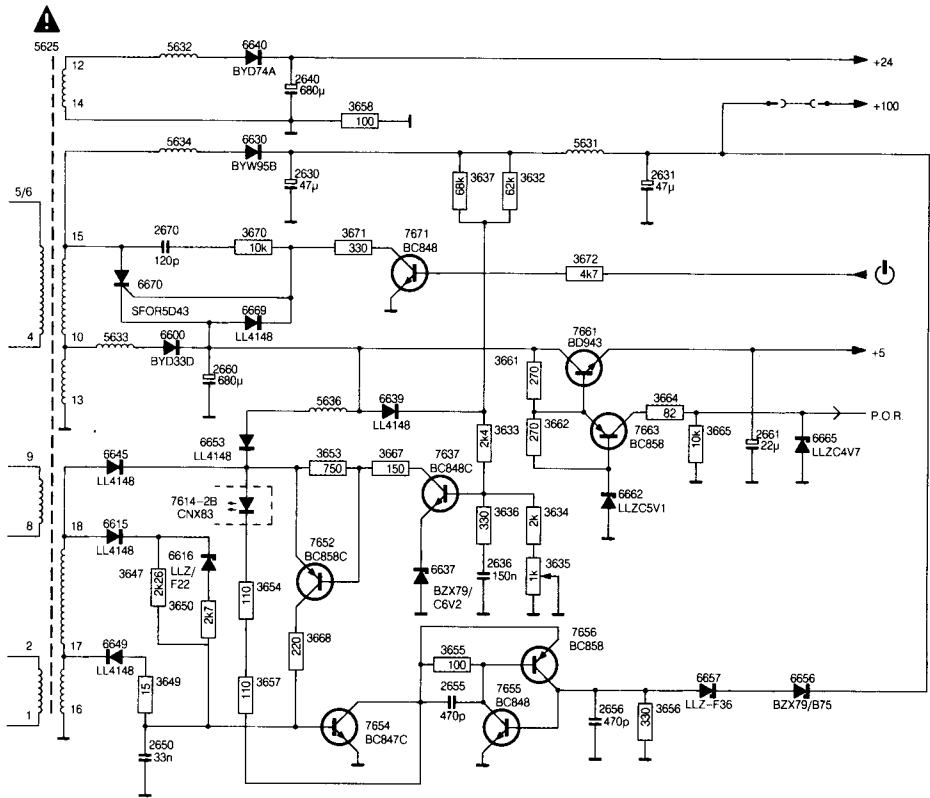 5625
12
5632
6640
BYD74A
+24
2640
680µ
14
3658
100
+100
5634
6630
BYW95B
5631
2630
47µ
68k
3637
62k
3632
2631
47µ
5/6
15
2670
120p
3670
10k
3671
330
7671
BC848
3672
4k7
6670
SFOR5D43
6669
LL4148
4
10
5633
6600
BYD33D
2660
680µ
7661
BD943
+5
3661
270
13
5636
6639
LL4148
3664
82
P.O.R.
2k4
3633
270
3662
7663
BC858
10k
3665
2661
22µ
6665
LLZC4V7
6653
LL4148
9
6645
LL4148
3653
750
3667
150
7637
BC848C
7614-2B
CNX83
6662
LLZC5V1
330
3636
2k
3634
8
18
6615
LL4148
6616
LLZ/
F22
7652
BC858C
2636
150n
1k
3635
3647
2k26
3650
2k7
110
3654
6637
BZX79/
C6V2
220
3668
7656
BC858
2
17
6649
LL4148
3655
100
15
3649
110
3657
2655
470p
7655
BC848
6657
LLZ-F36
6656
BZX79/B75
1
16
7654
BC847C
2656
470p
330
3656
2650
33n